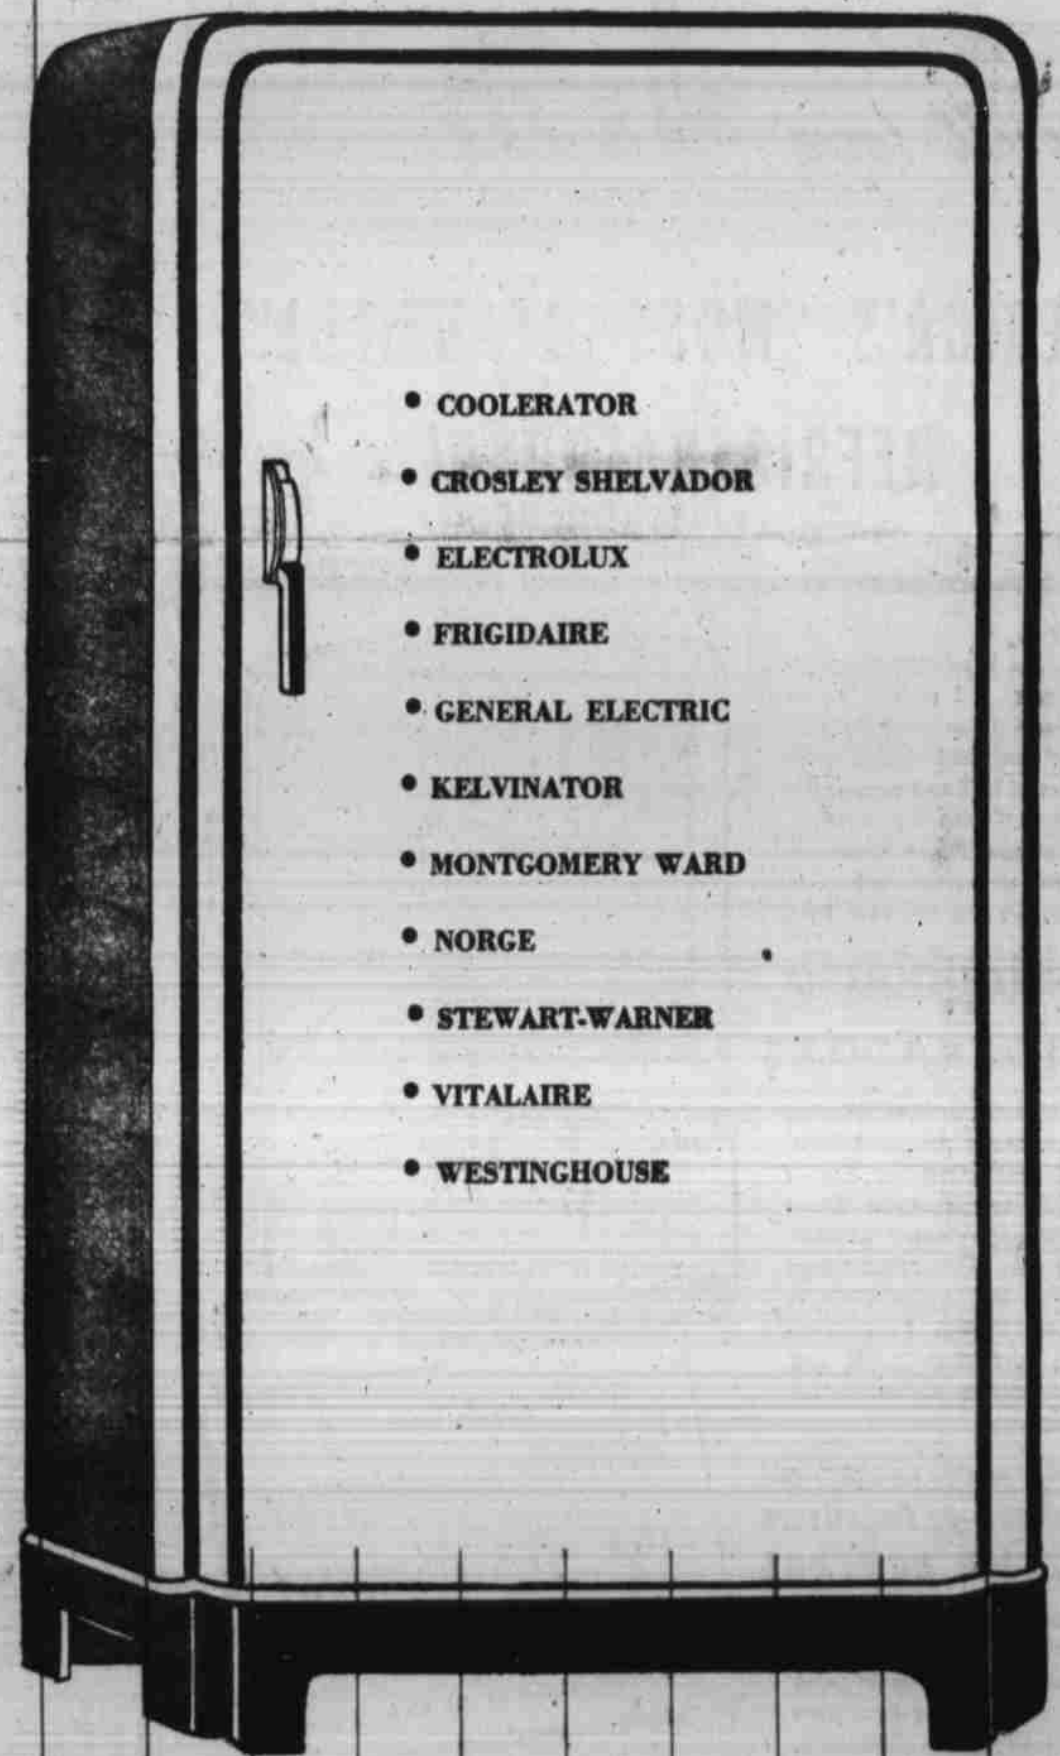 • COOLERATOR
• CROSLEY SHELVADOR
• ELECTROLUX
• FRIGIDAIRE
• GENERAL ELECTRIC
• KELVINATOR
• MONTGOMERY WARD
• NORGE
• STEWART-WARNER
• VITALAIRE
• WESTINGHOUSE